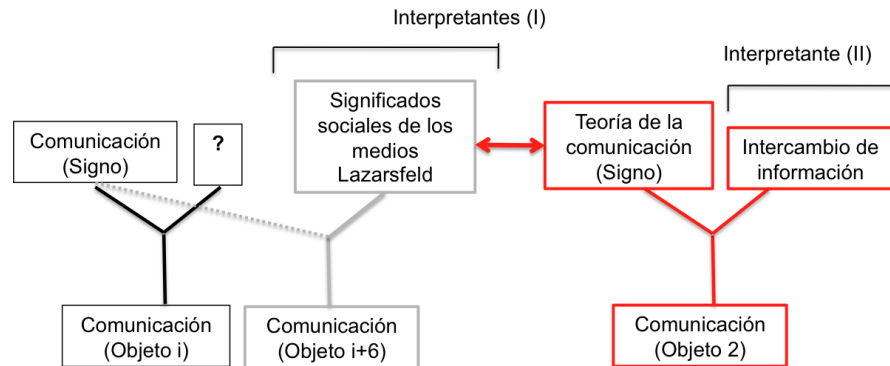 Interpretantes (I)
Interpretante (II)
Comunicación
(Signo)
?
Significados
sociales de los
medios
Lazarsfeld
Teoría de la
comunicación
(Signo)
Intercambio de
información
Comunicación
(Objeto i)
Comunicación
(Objeto i+6)
Comunicación
(Objeto 2)